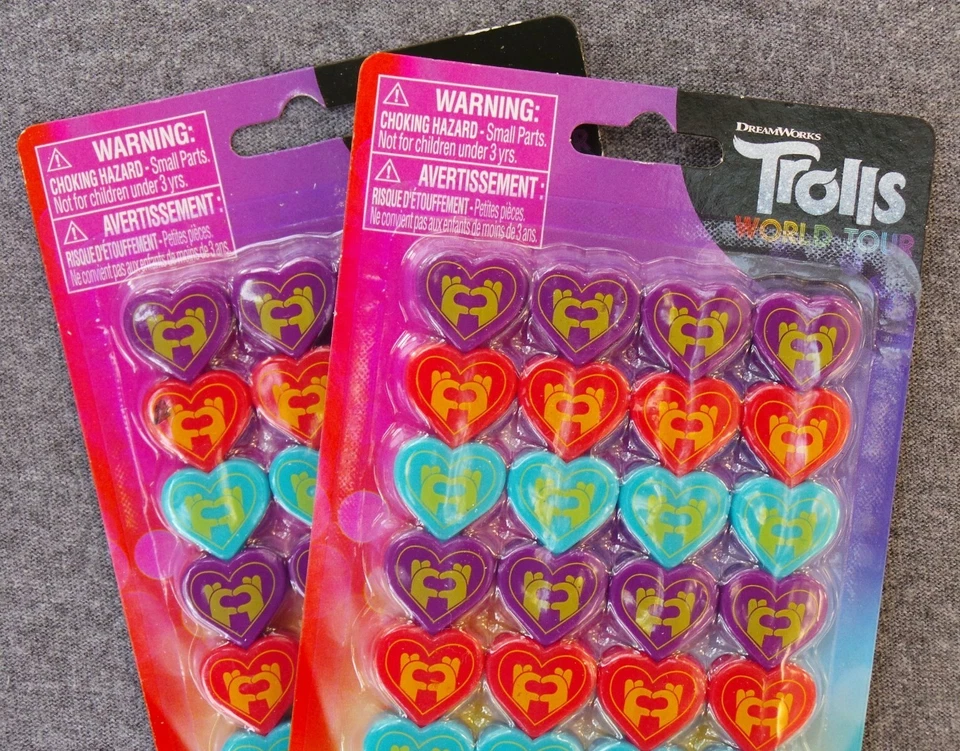 WARNING:
CHOKING HAZARD - Small Parts.
Not for children under 3 yrs.
AVERTISSEMENT :
RISQUE D'ÉTOUFFEMENT - Petites pièces.
Ne convient pas aux enfants de moins de 3 ans.
WARNING:
CHOKING HAZARD - Small Parts.
Not for children under 3 yrs.
AVERTISSEMENT :
RISQUE D'ÉTOUFFEMENT - Petites pièces.
Ne convient pas aux enfants de moins de 3 ans.
DREAMWORKS
Trolls
WORLD TOUR